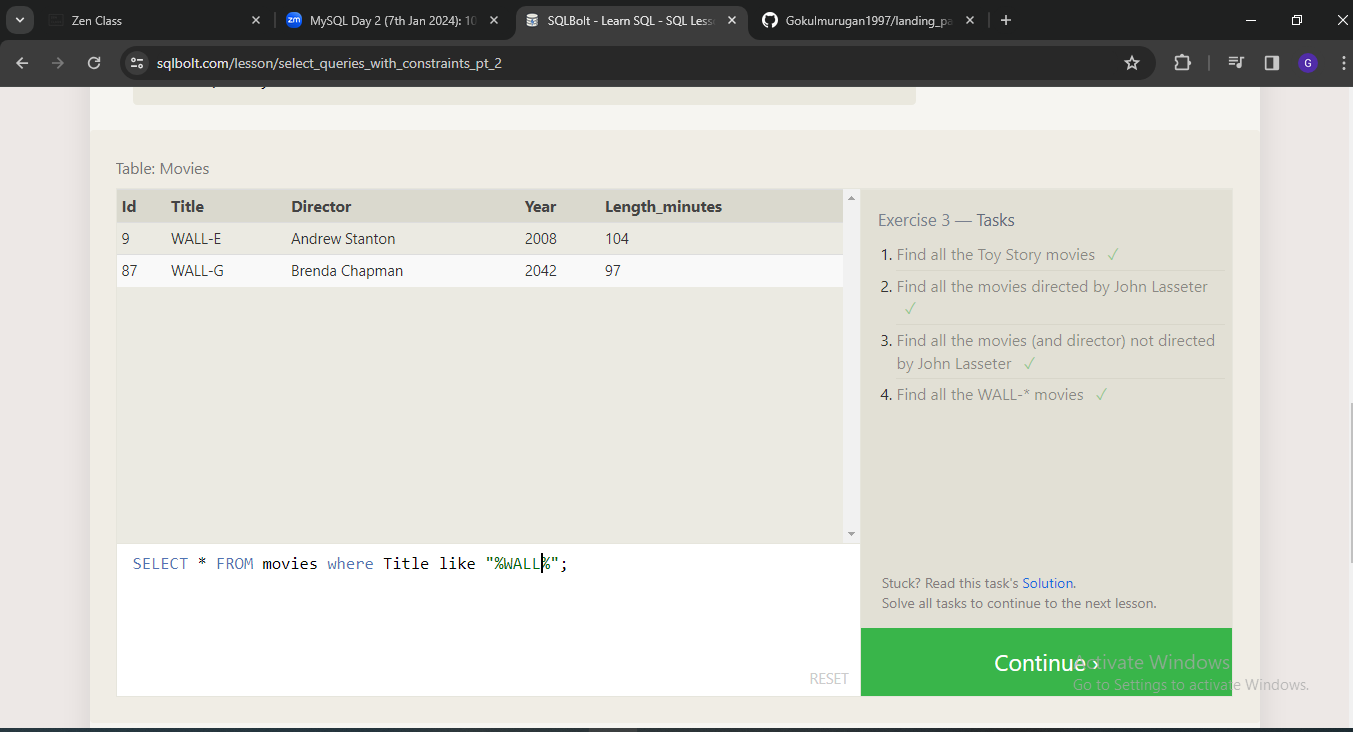 Zen Class
MySQL Day 2 (7th Jan 2024): 10
SQLBolt - Learn SQL - SQL Less
Gokulmurugan1997/landing_pa
sqlbolt.com/lesson/select_queries_with_constraints_pt_2
G
Table: Movies
Id Title Director Year Length_minutes
9 WALL-E Andrew Stanton 2008 104
87 WALL-G Brenda Chapman 2042 97
Exercise 3 — Tasks
1. Find all the Toy Story movies ✓
2. Find all the movies directed by John Lasseter
✓
3. Find all the movies (and director) not directed
by John Lasseter ✓
4. Find all the WALL-* movies ✓
SELECT * FROM movies where Title like "%WALL%";
RESET
Stuck? Read this task's Solution.
Solve all tasks to continue to the next lesson.
Continue ›
Activate Windows
Go to Settings to activate Windows.